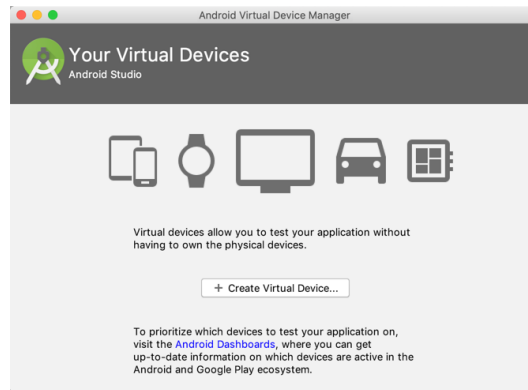 Android Virtual Device Manager
Your Virtual Devices
Android Studio
Virtual devices allow you to test your application without
having to own the physical devices.
+ Create Virtual Device...
To prioritize which devices to test your application on,
visit the Android Dashboards, where you can get
up-to-date information on which devices are active in the
Android and Google Play ecosystem.